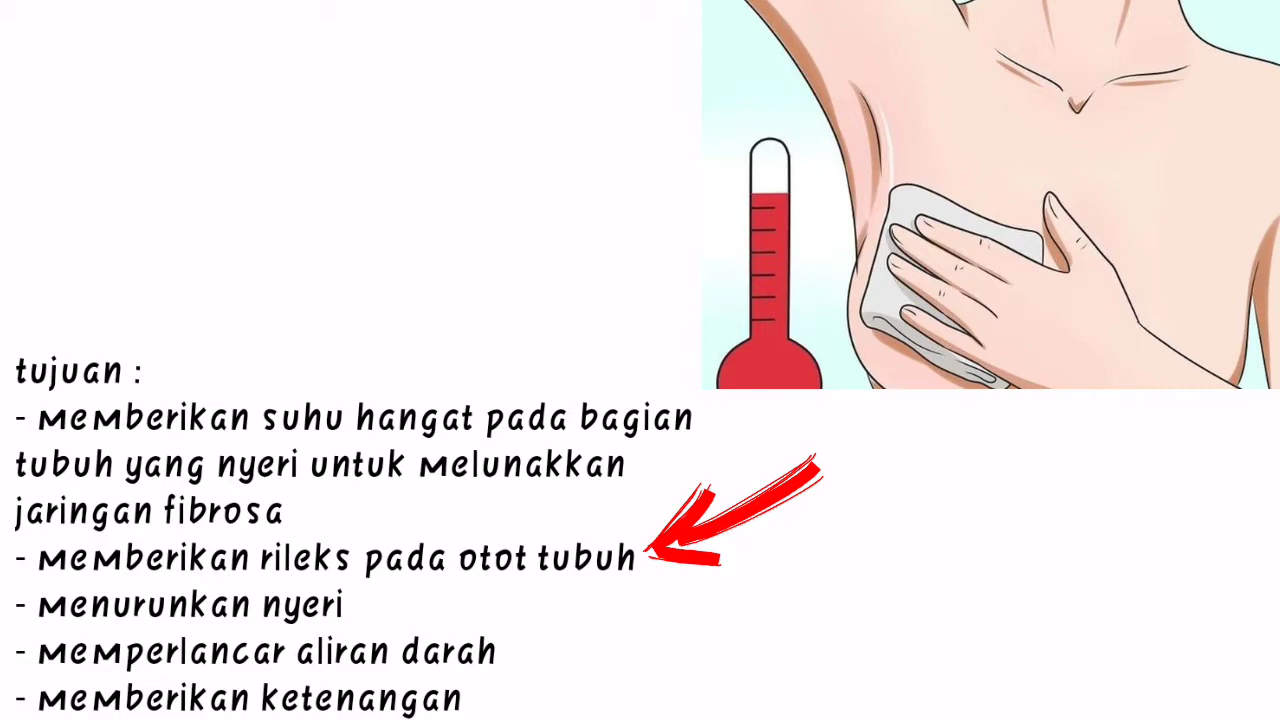 tujuan :
- memberikan suhu hangat pada bagian
tubuh yang nyeri untuk melunakkan
jaringan fibrosa
- memberikan rileks pada otot tubuh
- menurunkan nyeri
- memperlancar aliran darah
- memberikan ketenangan